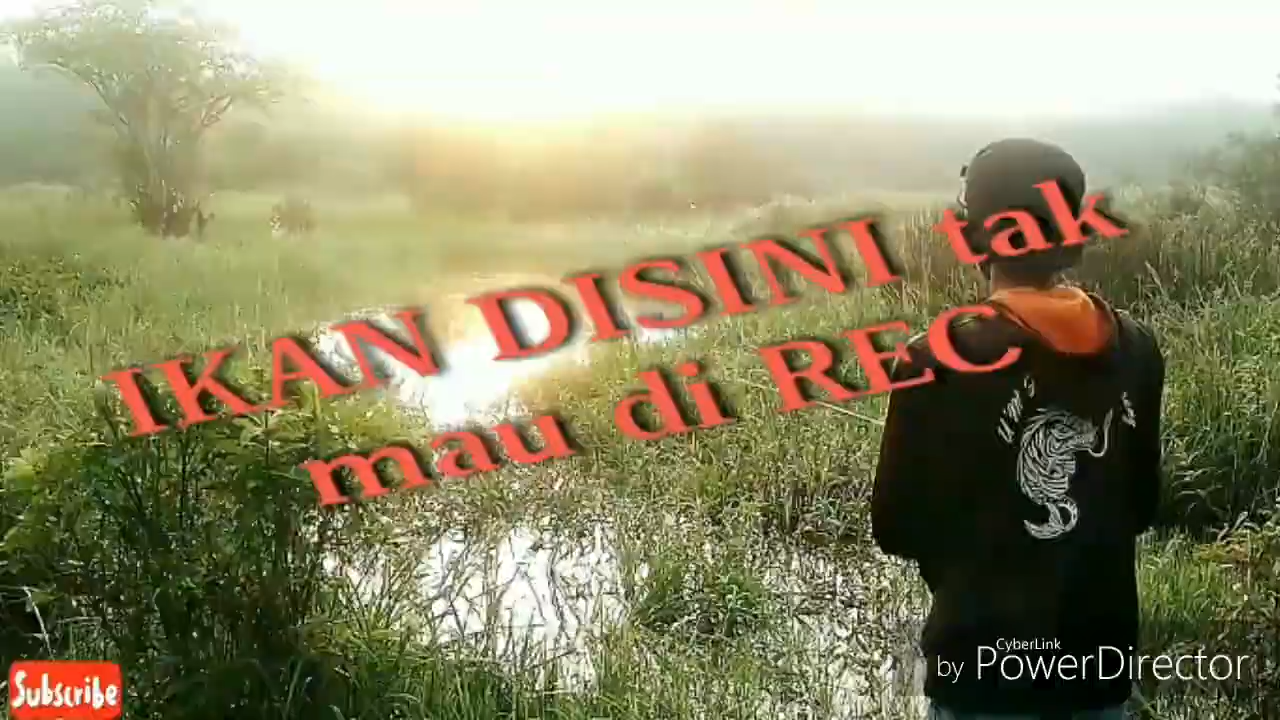 IKAN DISINI tak
mau di REC
CyberLink
by PowerDirector
Subscribe